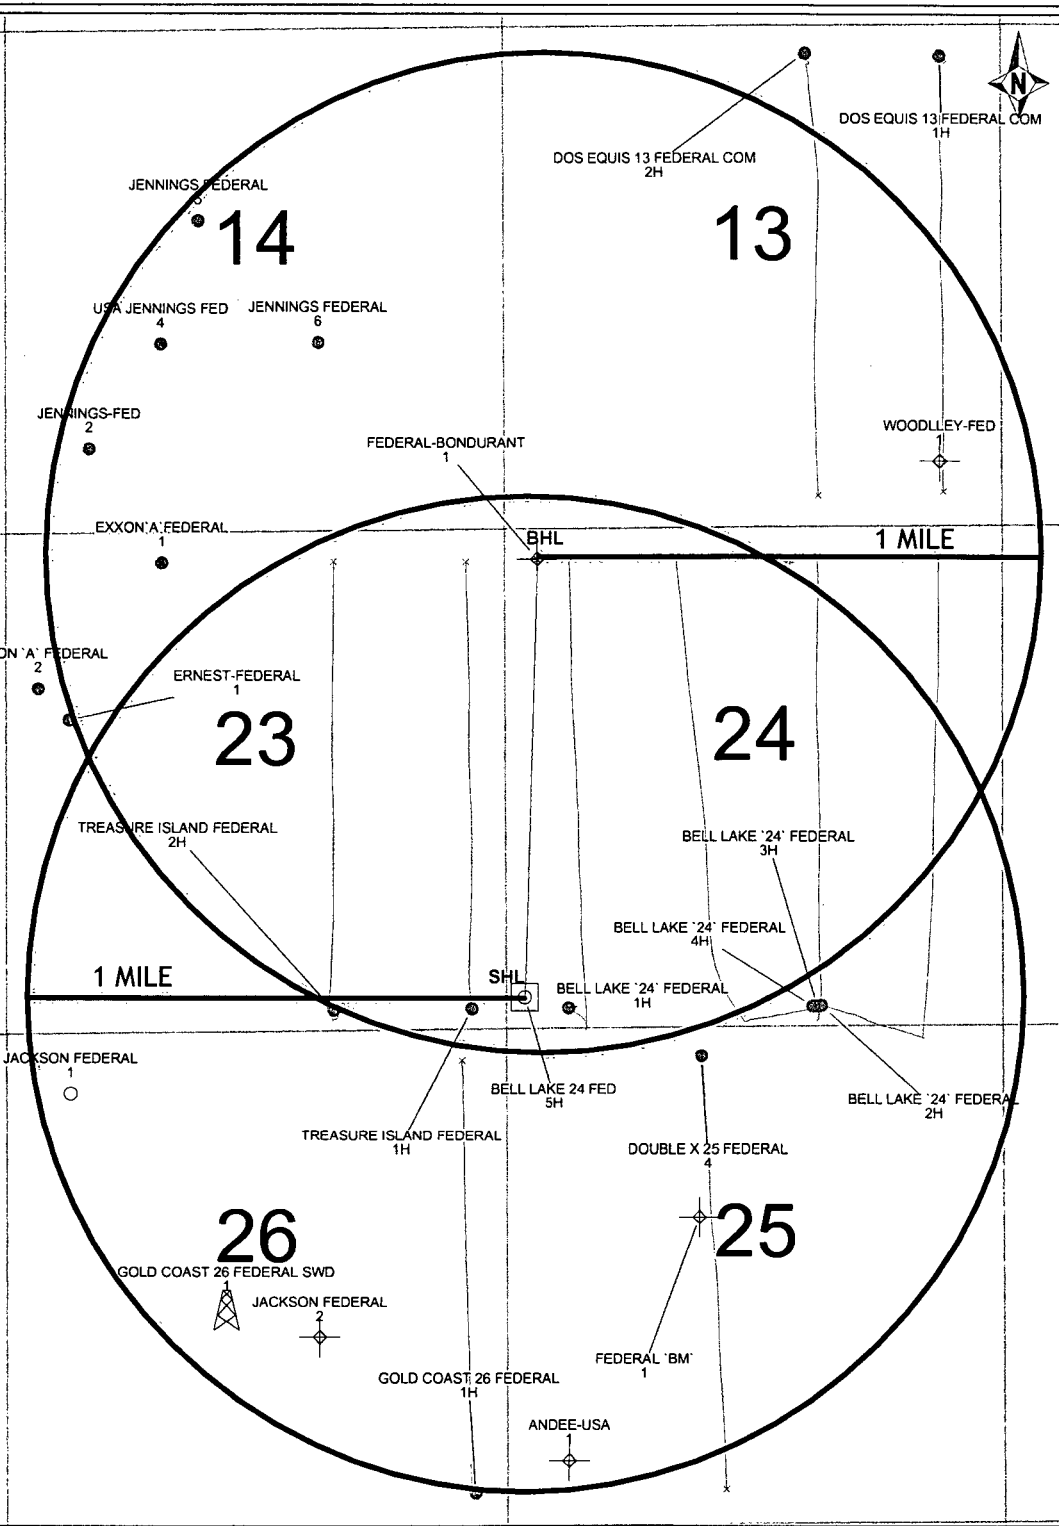 N
DOS EQUIS 13 FEDERAL COM
1H
DOS EQUIS 13 FEDERAL COM
2H
JENNINGS FEDERAL
5
14
13
USA JENNINGS FED
4
JENNINGS FEDERAL
6
JENNINGS-FED
2
WOODLLEY-FED
1
FEDERAL-BONDURANT
1
EXXON`A`FEDERAL
1
BHL
1 MILE
ON `A` FEDERAL
2
ERNEST-FEDERAL
1
23
24
TREASURE ISLAND FEDERAL
2H
BELL LAKE `24` FEDERAL
3H
BELL LAKE `24` FEDERAL
4H
1 MILE
SHL
BELL LAKE `24` FEDERAL
1H
JACKSON FEDERAL
1
BELL LAKE 24 FED
5H
BELL LAKE `24` FEDERAL
2H
TREASURE ISLAND FEDERAL
1H
DOUBLE X 25 FEDERAL
4
26
25
GOLD COAST 26 FEDERAL SWD
1
JACKSON FEDERAL
2
FEDERAL `BM`
1
GOLD COAST 26 FEDERAL
1H
ANDEE-USA
1